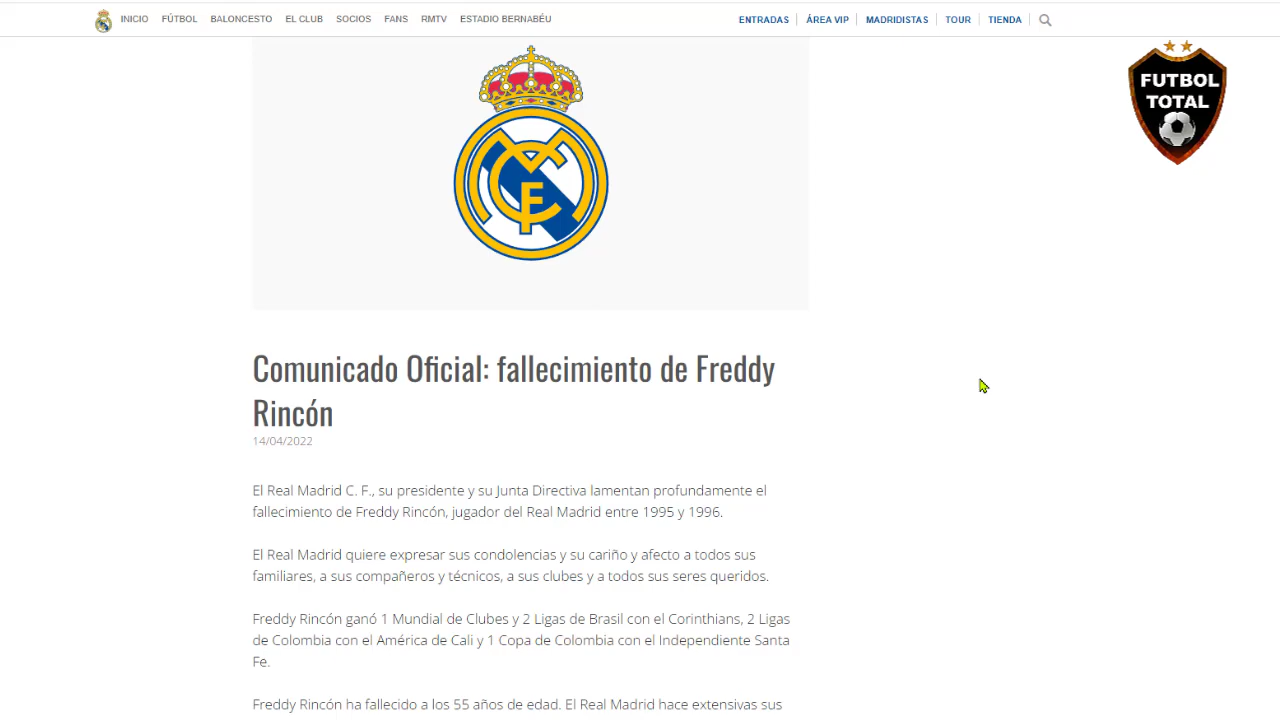 INICIO FÚTBOL BALONCESTO EL CLUB SOCIOS FANS RMTV ESTADIO BERNABÉU ENTRADAS ÁREA VIP MADRIDISTAS TOUR TIENDA
FUTBOL
TOTAL
Comunicado Oficial: fallecimiento de Freddy
Rincón
14/04/2022
El Real Madrid C. F., su presidente y su Junta Directiva lamentan profundamente el
fallecimiento de Freddy Rincón, jugador del Real Madrid entre 1995 y 1996.
El Real Madrid quiere expresar sus condolencias y su cariño y afecto a todos sus
familiares, a sus compañeros y técnicos, a sus clubes y a todos sus seres queridos.
Freddy Rincón ganó 1 Mundial de Clubes y 2 Ligas de Brasil con el Corinthians, 2 Ligas
de Colombia con el América de Cali y 1 Copa de Colombia con el Independiente Santa
Fe.
Freddy Rincón ha fallecido a los 55 años de edad. El Real Madrid hace extensivas sus